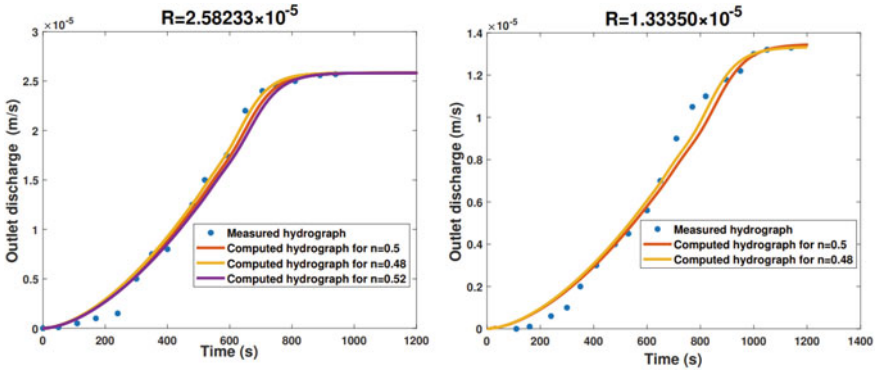 R=2.58233×10⁻⁵
×10⁻⁵
3
2.5
2
1.5
1
0.5
0
Outlet discharge (m/s)
Measured hydrograph
Computed hydrograph for n=0.5
Computed hydrograph for n=0.48
Computed hydrograph for n=0.52
0 200 400 600 800 1000 1200
Time (s)
R=1.33350×10⁻⁵
×10⁻⁵
1.4
1.2
1
0.8
0.6
0.4
0.2
0
Outlet discharge (m/s)
Measured hydrograph
Computed hydrograph for n=0.5
Computed hydrograph for n=0.48
0 200 400 600 800 1000 1200 1400
Time (s)